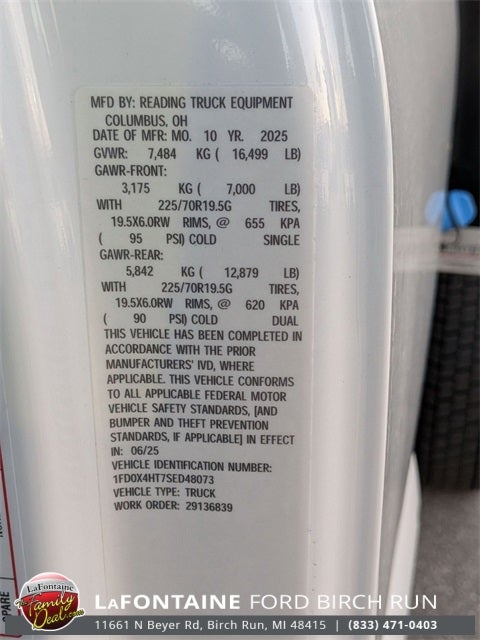 MFD BY: READING TRUCK EQUIPMENT
COLUMBUS, OH
DATE OF MFR: MO. 10 YR. 2025
GVWR: 7,484 KG ( 16,499 LB)
GAWR-FRONT:
3,175 KG ( 7,000 LB)
WITH 225/70R19.5G TIRES,
19.5X6.0RW RIMS, @ 655 KPA
( 95 PSI) COLD SINGLE
GAWR-REAR:
5,842 KG ( 12,879 LB)
WITH 225/70R19.5G TIRES,
19.5X6.0RW RIMS, @ 620 KPA
( 90 PSI) COLD DUAL
THIS VEHICLE HAS BEEN COMPLETED IN
ACCORDANCE WITH THE PRIOR
MANUFACTURERS' IVD, WHERE
APPLICABLE. THIS VEHICLE CONFORMS
TO ALL APPLICABLE FEDERAL MOTOR
VEHICLE SAFETY STANDARDS, [AND
BUMPER AND THEFT PREVENTION
STANDARDS, IF APPLICABLE] IN EFFECT
IN: 06/25
VEHICLE IDENTIFICATION NUMBER:
1FD0X4HT7SED48073
VEHICLE TYPE: TRUCK
WORK ORDER: 29136839
SPARE
LaFontaine
The Family Deal.com
LAFONTAINE FORD BIRCH RUN
11661 N Beyer Rd, Birch Run, MI 48415 | (833) 471-0403